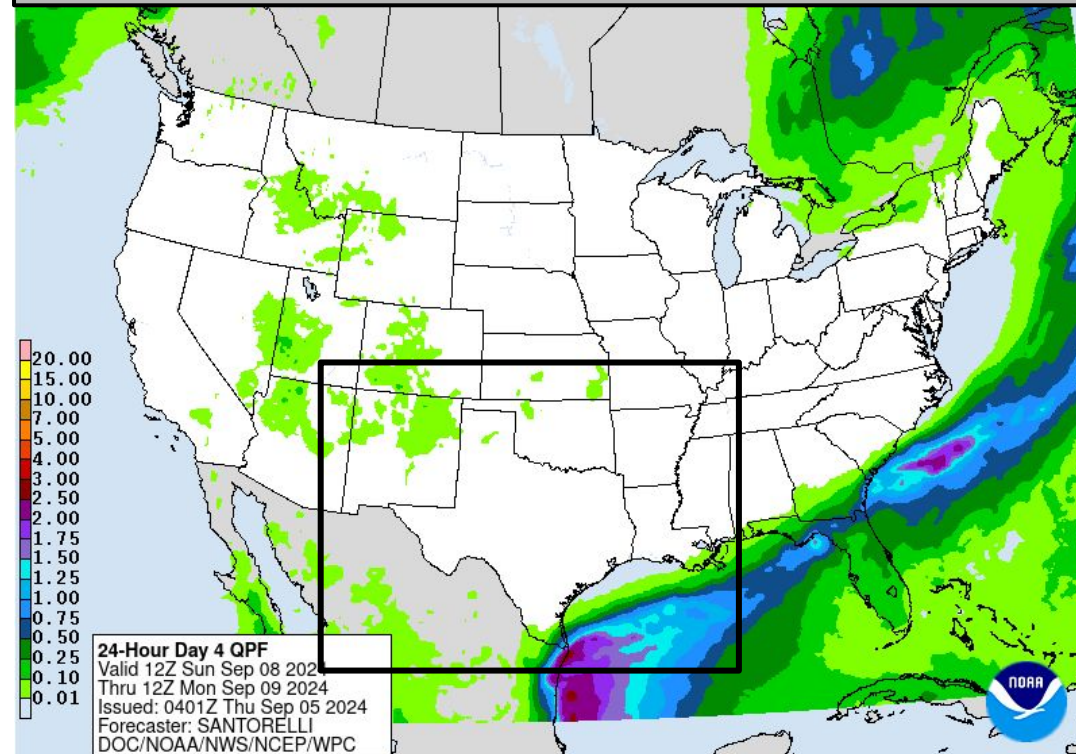 20.00
15.00
10.00
7.00
5.00
4.00
3.00
2.50
2.00
1.75
1.50
1.25
1.00
0.75
0.50
0.25
0.10
0.01
24-Hour Day 4 QPF
Valid 12Z Sun Sep 08 2024
Thru 12Z Mon Sep 09 2024
Issued: 0401Z Thu Sep 05 2024
Forecaster: SANTORELLI
DOC/NOAA/NWS/NCEP/WPC
NOAA